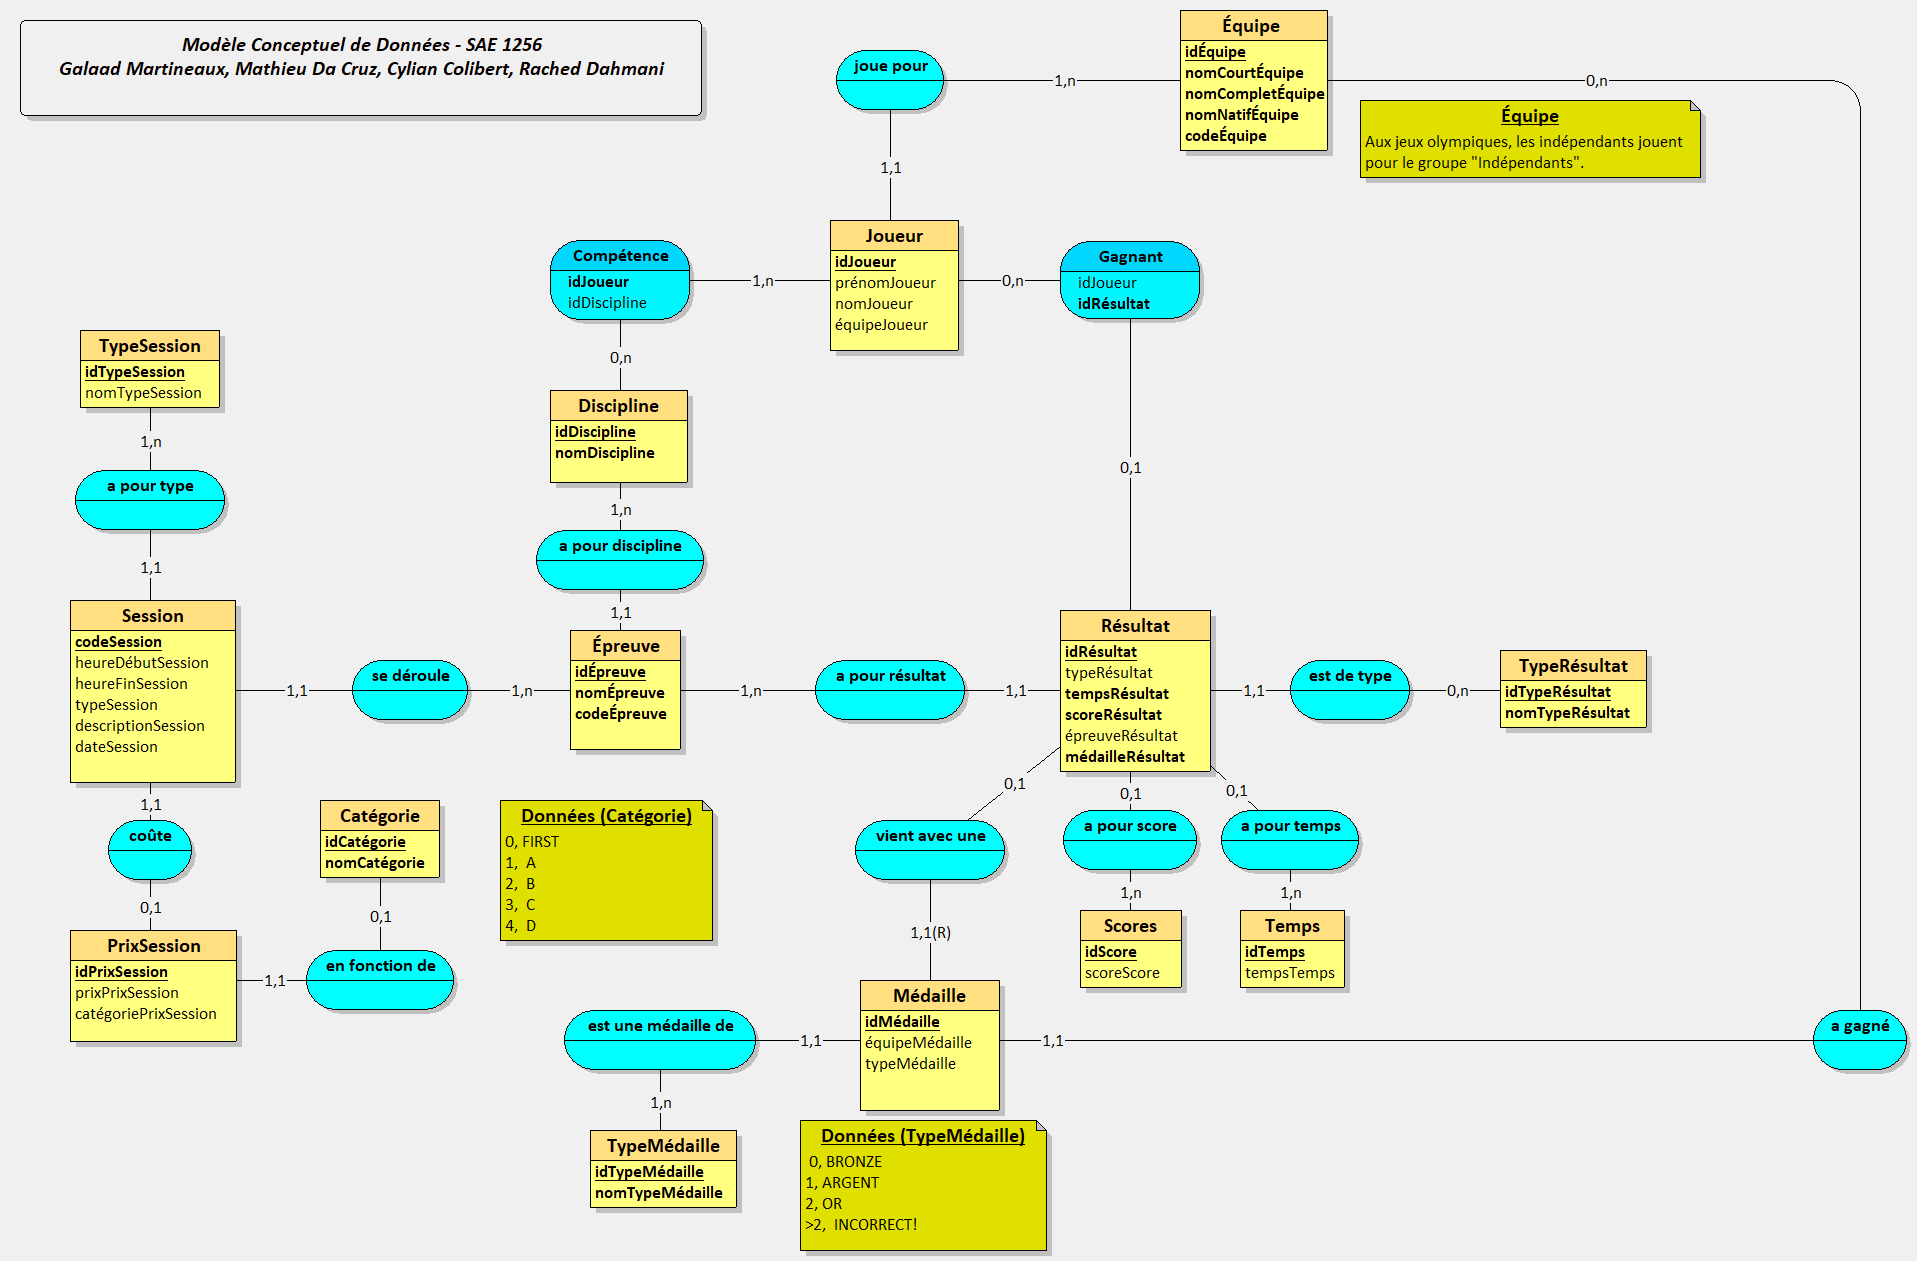 Modèle Conceptuel de Données - SAE 1256
Galaad Martineaux, Mathieu Da Cruz, Cylian Colibert, Rached Dahmani
joue pour
1,n
Équipe
idÉquipe
nomCourtÉquipe
nomCompletÉquipe
nomNatifÉquipe
codeÉquipe
0,n
Équipe
Aux jeux olympiques, les indépendants jouent
pour le groupe "Indépendants".
1,1
Compétence
idJoueur
idDiscipline
1,n
Joueur
idJoueur
prénomJoueur
nomJoueur
équipeJoueur
0,n
Gagnant
idJoueur
idRésultat
TypeSession
idTypeSession
nomTypeSession
0,n
Discipline
idDiscipline
nomDiscipline
1,n
a pour type
0,1
1,n
a pour discipline
1,1
1,1
Session
codeSession
heureDébutSession
heureFinSession
typeSession
descriptionSession
dateSession
1,1
se déroule
1,n
Épreuve
idÉpreuve
nomÉpreuve
codeÉpreuve
1,n
a pour résultat
1,1
Résultat
idRésultat
typeRésultat
tempsRésultat
scoreRésultat
épreuveRésultat
médailleRésultat
1,1
est de type
0,n
TypeRésultat
idTypeRésultat
nomTypeRésultat
1,1
coûte
0,1
Catégorie
idCatégorie
nomCatégorie
0,1
Données (Catégorie)
0, FIRST
1,  A
2,  B
3,  C
4,  D
0,1
vient avec une
0,1
a pour score
0,1
a pour temps
1,n
1,n
1,1(R)
Scores
idScore
scoreScore
Temps
idTemps
tempsTemps
PrixSession
idPrixSession
prixPrixSession
catégoriePrixSession
1,1
en fonction de
est une médaille de
1,1
Médaille
idMédaille
équipeMédaille
typeMédaille
1,1
a gagné
1,n
TypeMédaille
idTypeMédaille
nomTypeMédaille
Données (TypeMédaille)
0, BRONZE
1, ARGENT
2, OR
>2,  INCORRECT!